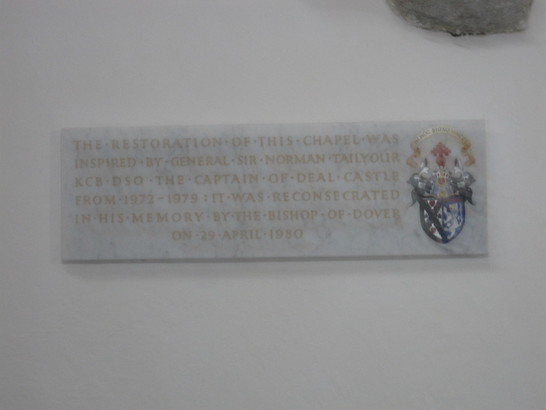 THE · RESTORATION · OF · THIS · CHAPEL · WAS
INSPIRED · BY · GENERAL · SIR · NORMAN · TAILYOUR
KCB · DSO · THE · CAPTAIN · OF · DEAL · CASTLE
FROM · 1972 – 1979 : IT · WAS · RECONSECRATED
IN · HIS · MEMORY · BY · THE · BISHOP · OF · DOVER
ON · 29 · APRIL · 1980